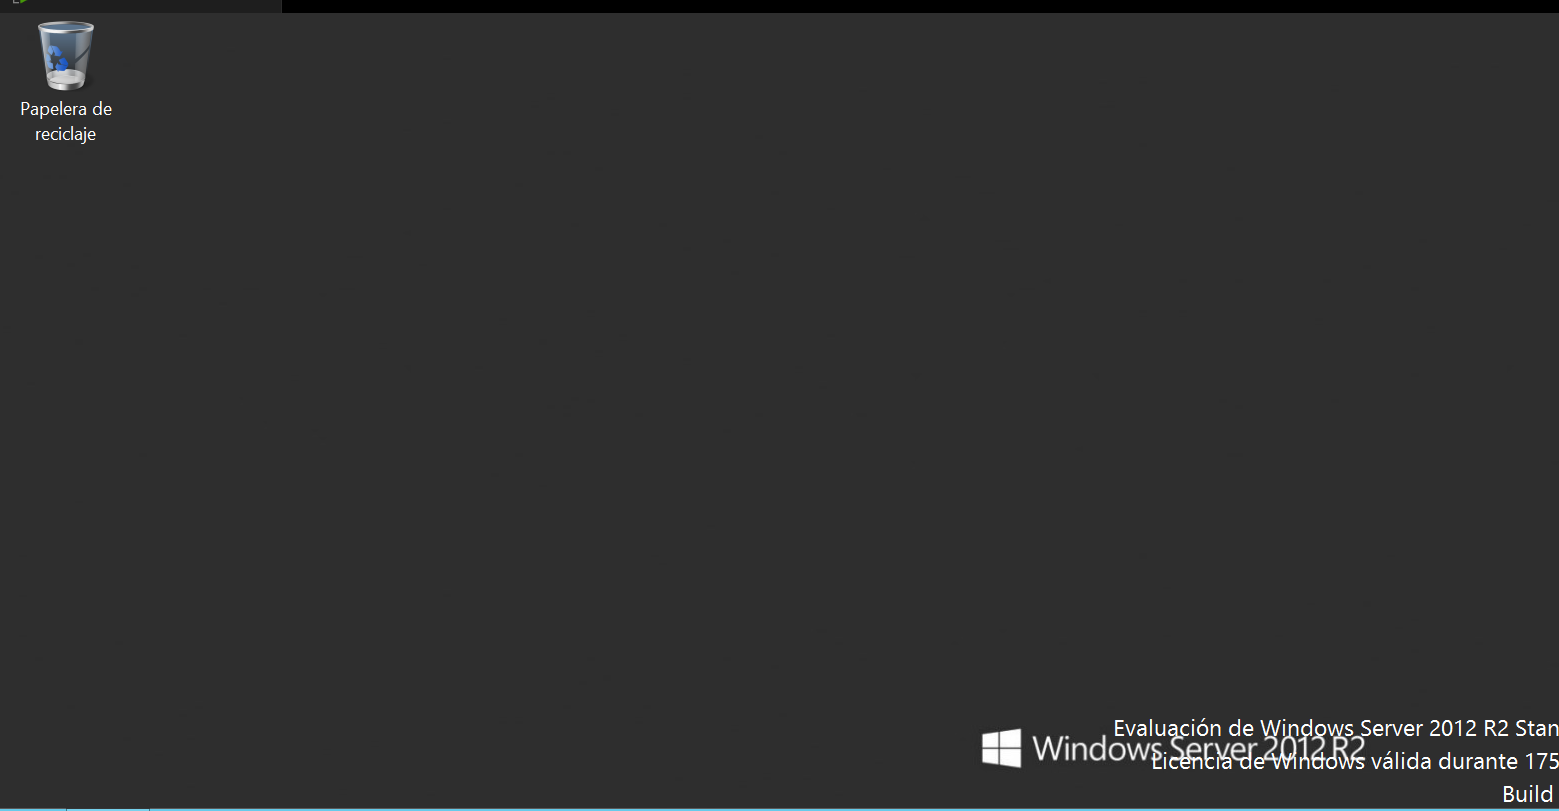 Papelera de
reciclaje
Evaluación de Windows Server 2012 R2 Stan
Windows Server 2012 R2
Licencia de Windows válida durante 175
Build